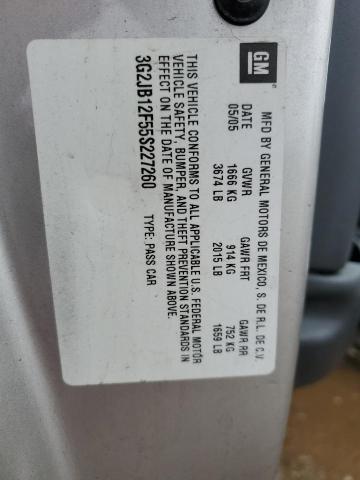 GM
MFD BY GENERAL MOTORS DE MEXICO, S. DE R.L. DE C.V.
DATE GVWR GAWR FRT GAWR RR
05/05 1666 KG 914 KG 752 KG
3674 LB 2015 LB 1659 LB
THIS VEHICLE CONFORMS TO ALL APPLICABLE U.S. FEDERAL MOTOR
VEHICLE SAFETY, BUMPER, AND THEFT PREVENTION STANDARDS IN
EFFECT ON THE DATE OF MANUFACTURE SHOWN ABOVE.
3G2JB12F55S227260 TYPE: PASS CAR